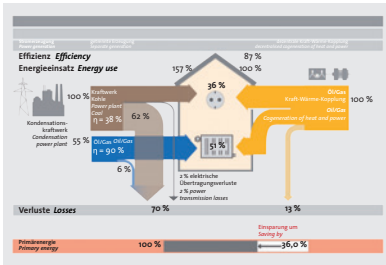 Effizienz Efficiency
87 %
Energieeinsatz Energy use
157 %
100 %
36 %
100 %
Kraftwerk
Kohle
Power plant
Coal
η = 38 %
62 %
Öl/Gas
Kraft-Wärme-Kopplung
Oil/Gas
Cogeneration of heat and power
100 %
Kondensations-
kraftwerk
Condensation
power plant
55 %
Öl/Gas Oil/Gas
η = 90 %
51 %
6 %
2 % elektrische
Übertragungsverluste
2 % power
transmission losses
Verluste Losses
70 %
13 %
Einsparung um
Saving by
Primärenergie
Primary energy
100 %
36,0 %